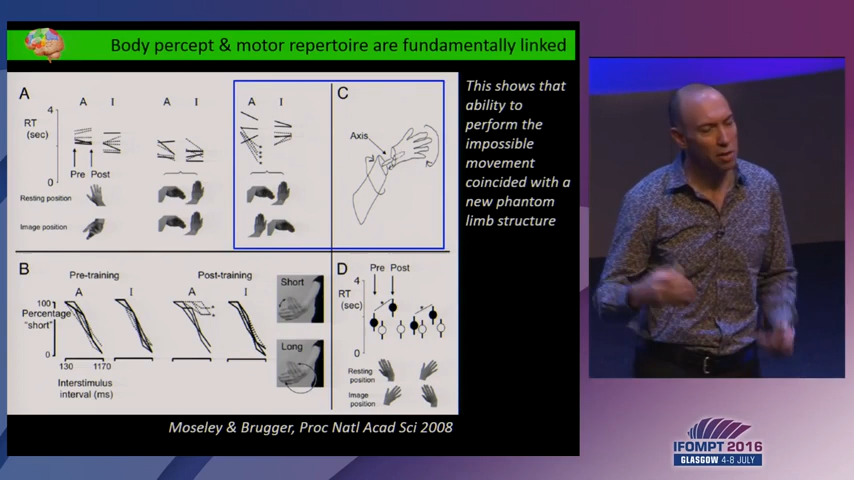 Body percept & motor repertoire are fundamentally linked
A
A I
A I
A I
4
RT
(sec)
0
Pre Post
Resting position
Image position
C
Axis
This shows that
ability to
perform the
impossible
movement
coincided with a
new phantom
limb structure
B
Pre-training
Post-training
A I A I
100
Percentage
"short"
0
130 1170
Interstimulus
interval (ms)
Short
Long
D
Pre Post
4
RT
(sec)
0
Resting
position
Image
position
Moseley & Brugger, Proc Natl Acad Sci 2008
IFOMPT 2016
GLASGOW 4-8 JULY